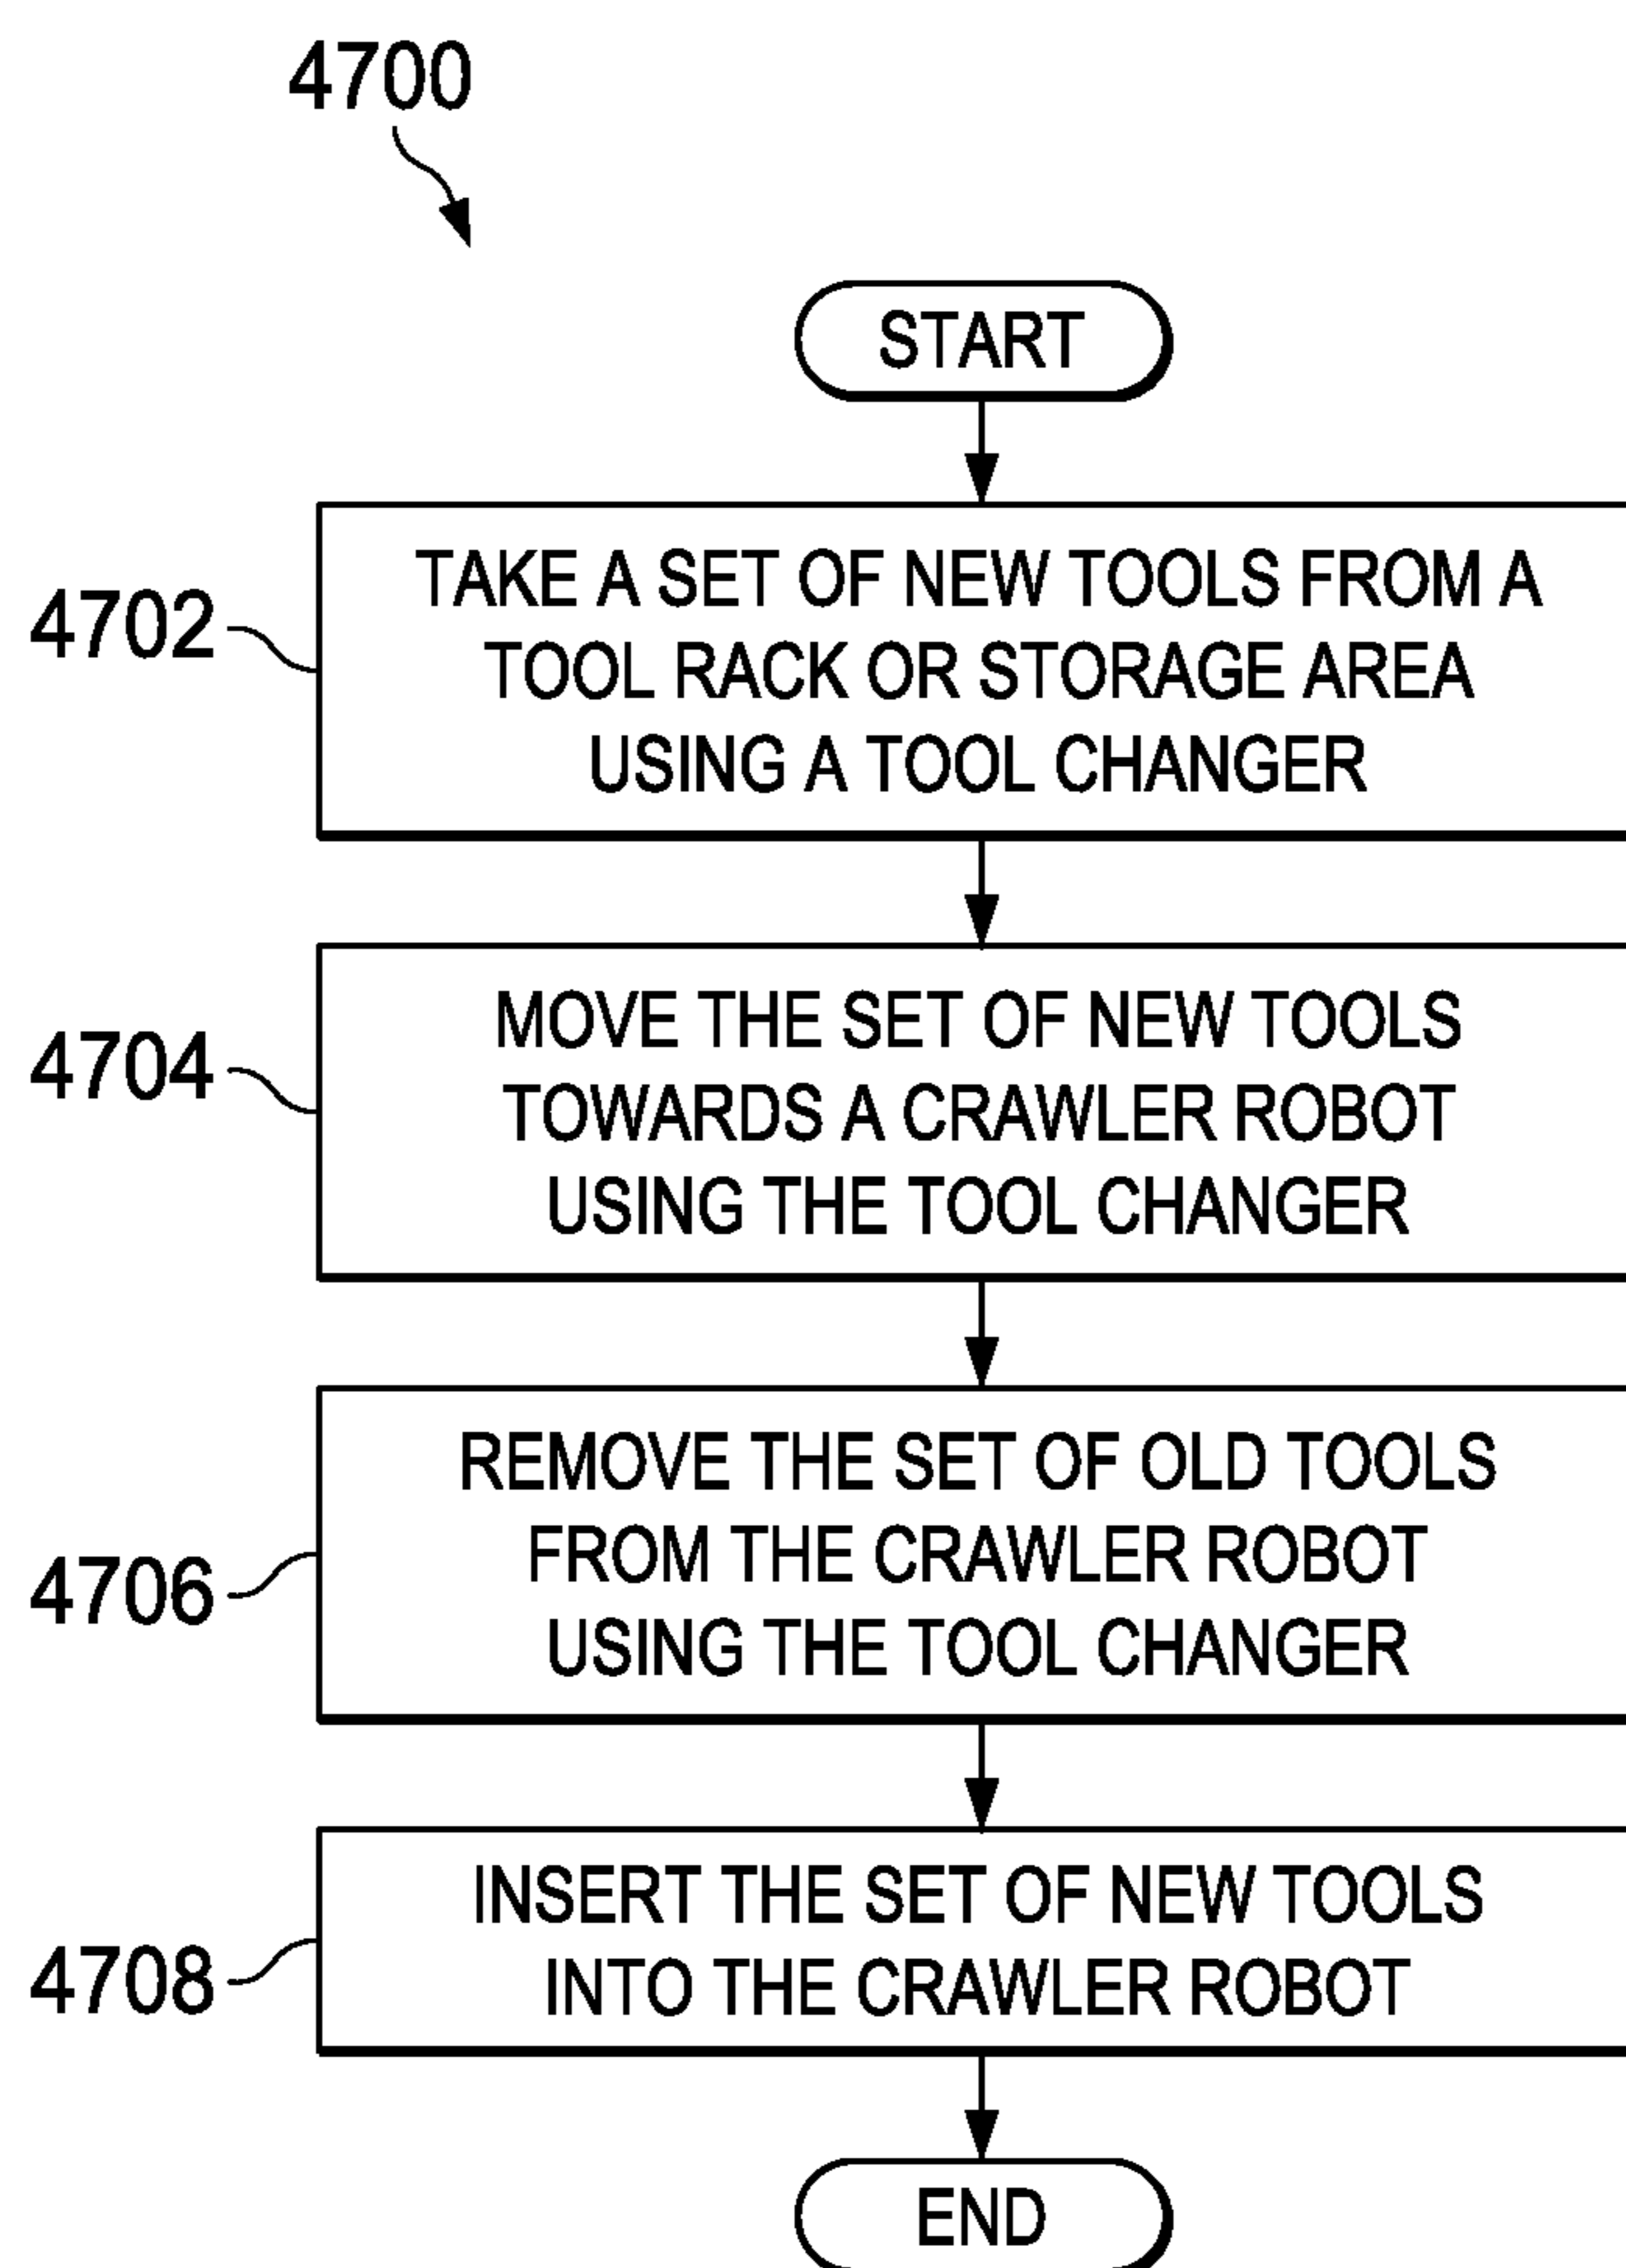 4700
START
4702
TAKE A SET OF NEW TOOLS FROM A
TOOL RACK OR STORAGE AREA
USING A TOOL CHANGER
4704
MOVE THE SET OF NEW TOOLS
TOWARDS A CRAWLER ROBOT
USING THE TOOL CHANGER
4706
REMOVE THE SET OF OLD TOOLS
FROM THE CRAWLER ROBOT
USING THE TOOL CHANGER
4708
INSERT THE SET OF NEW TOOLS
INTO THE CRAWLER ROBOT
END